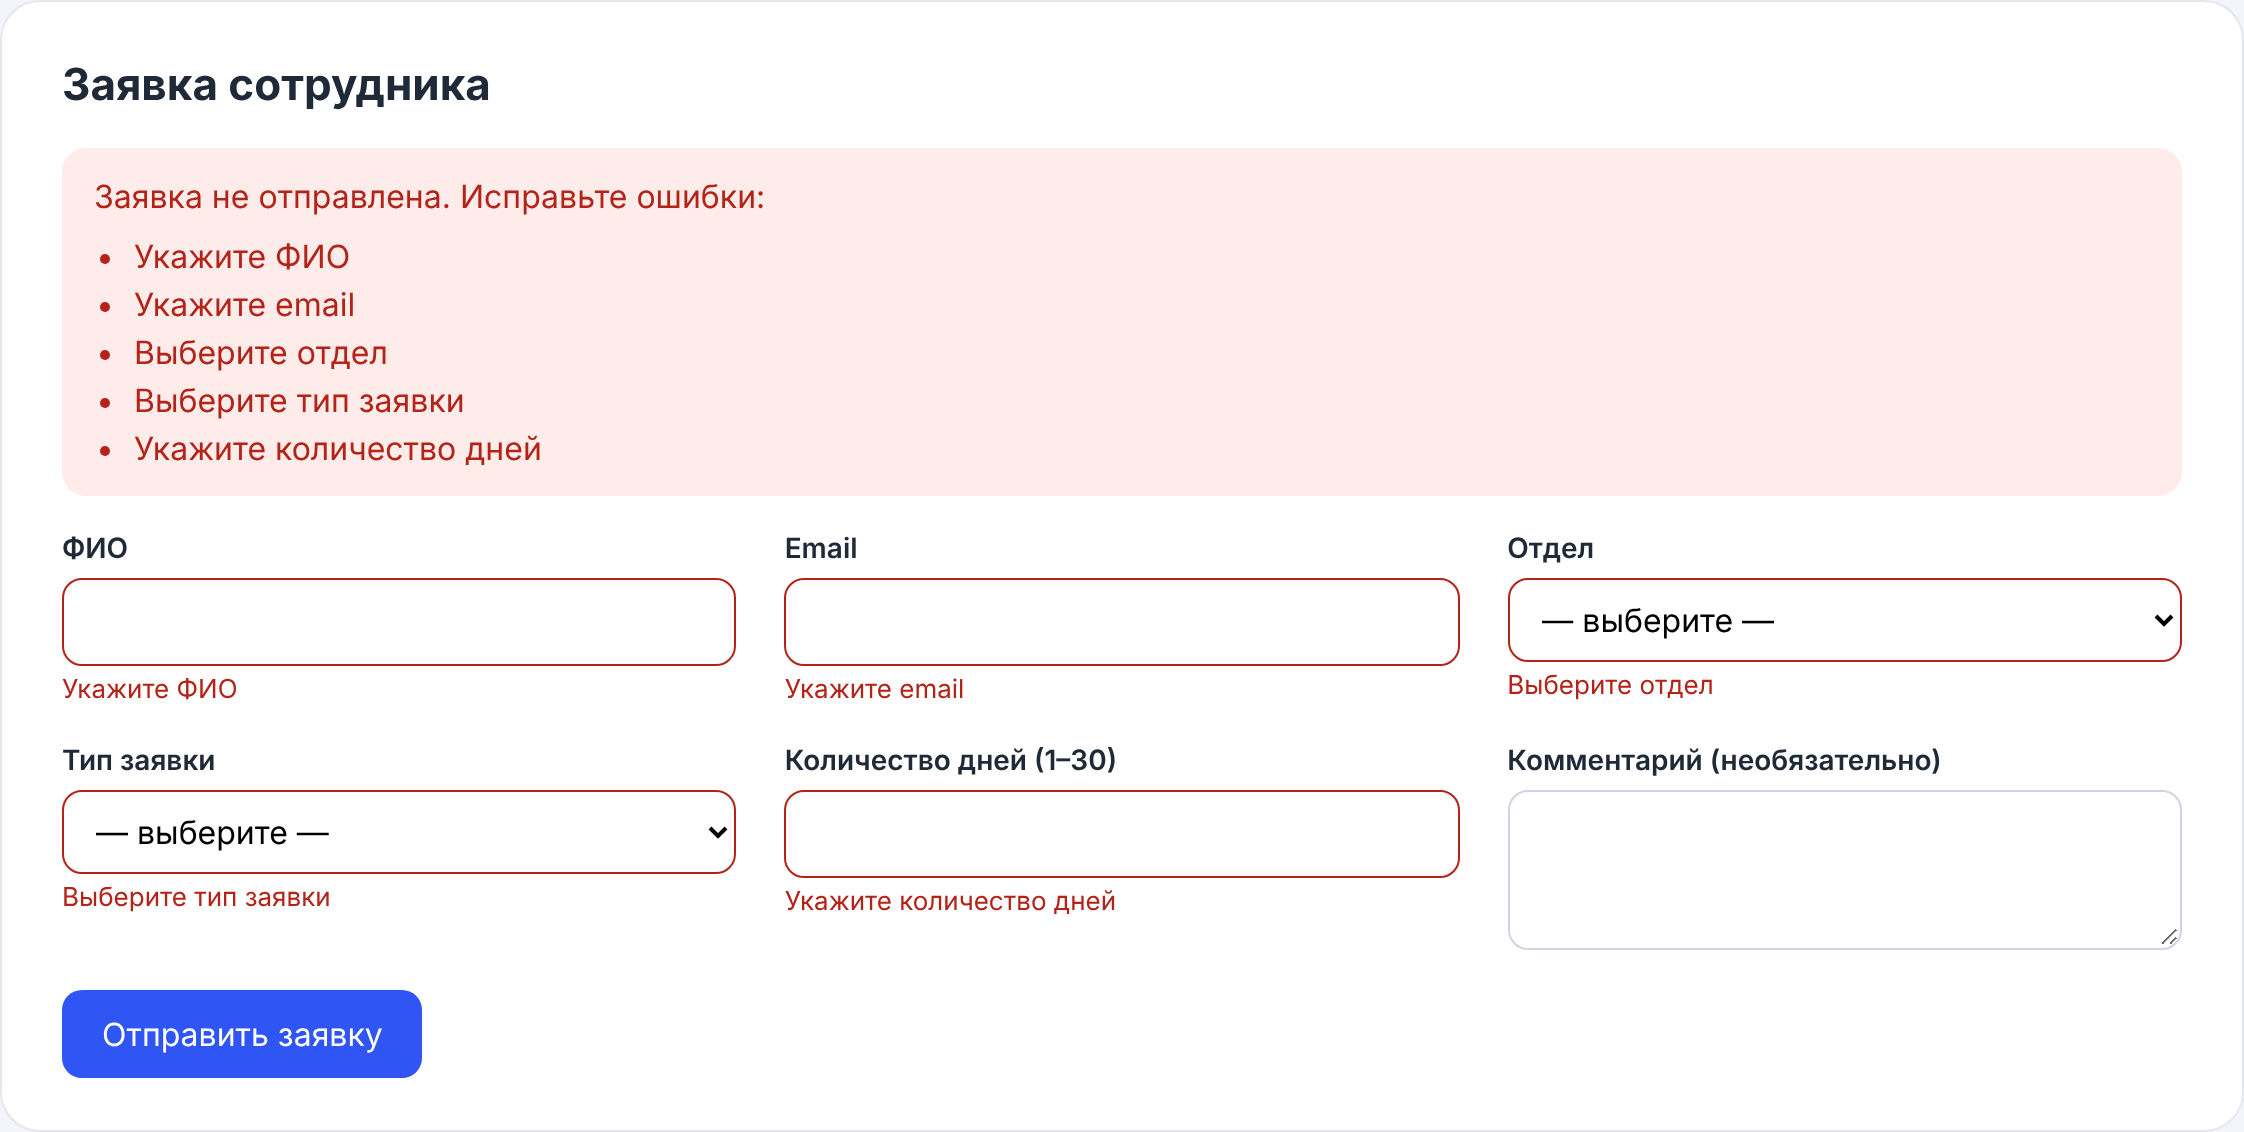 Заявка сотрудника
Заявка не отправлена. Исправьте ошибки:
• Укажите ФИО
• Укажите email
• Выберите отдел
• Выберите тип заявки
• Укажите количество дней
ФИО
Email
Отдел
— выберите —
Укажите ФИО
Укажите email
Выберите отдел
Тип заявки
Количество дней (1–30)
Комментарий (необязательно)
— выберите —
Выберите тип заявки
Укажите количество дней
Отправить заявку